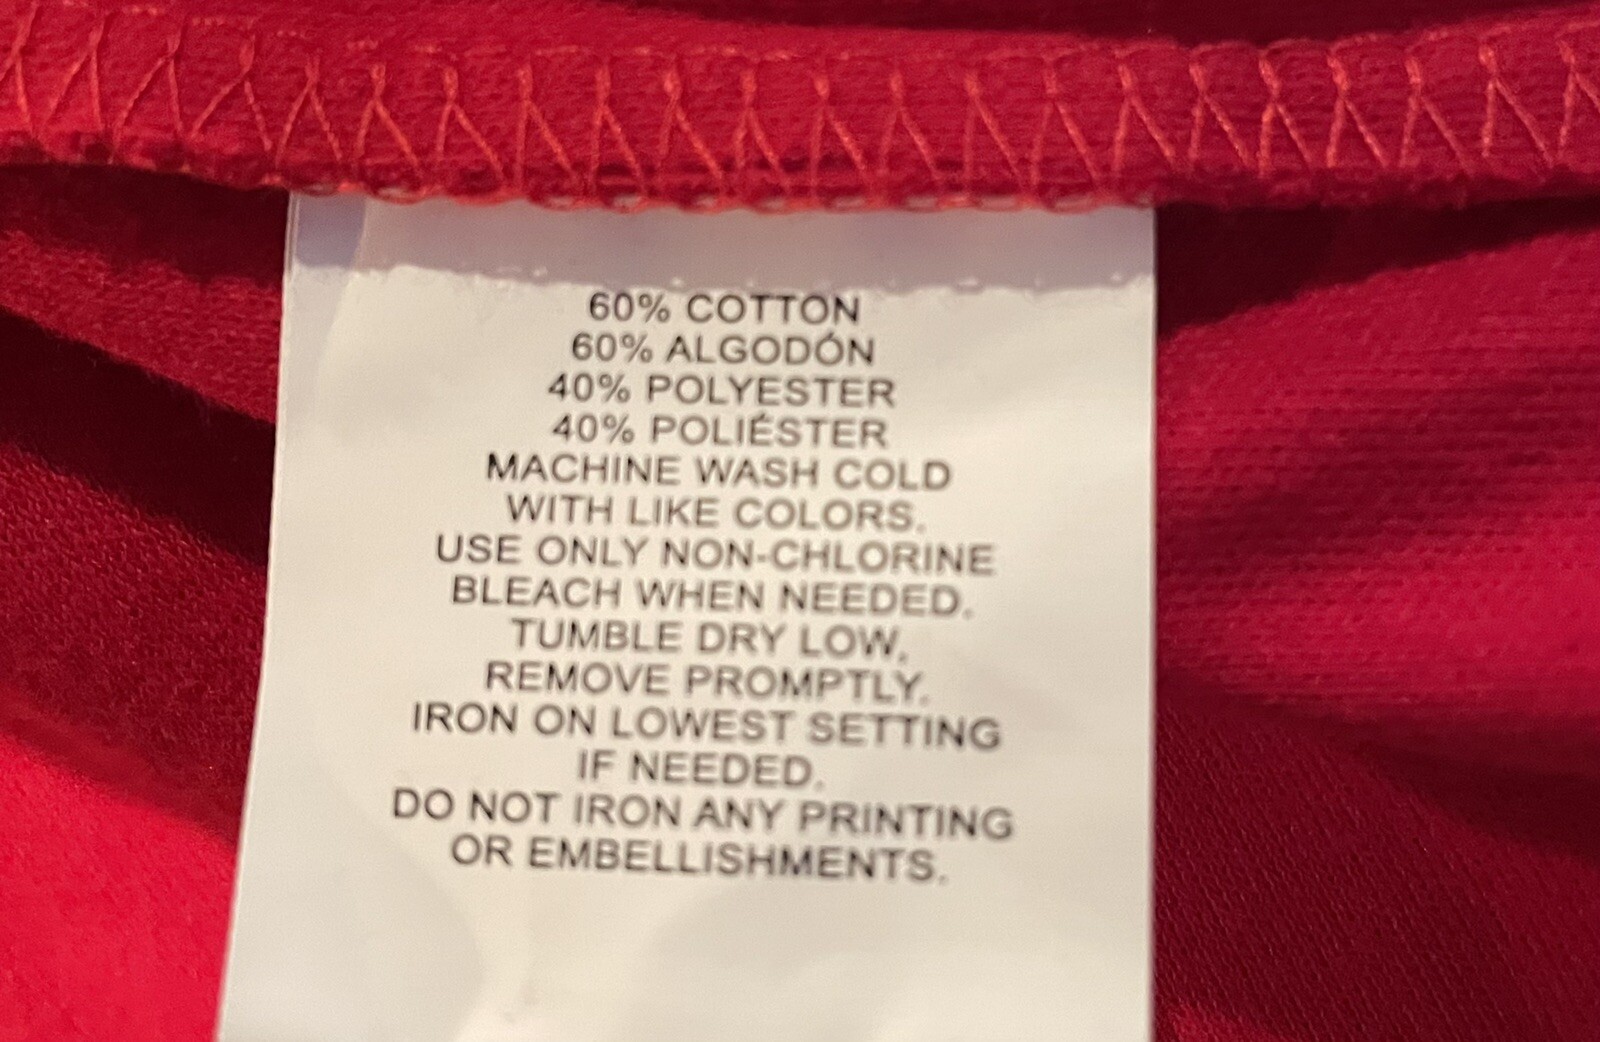 60% COTTON
60% ALGODÓN
40% POLYESTER
40% POLIÉSTER
MACHINE WASH COLD
WITH LIKE COLORS.
USE ONLY NON-CHLORINE
BLEACH WHEN NEEDED.
TUMBLE DRY LOW,
REMOVE PROMPTLY.
IRON ON LOWEST SETTING
IF NEEDED.
DO NOT IRON ANY PRINTING
OR EMBELLISHMENTS.